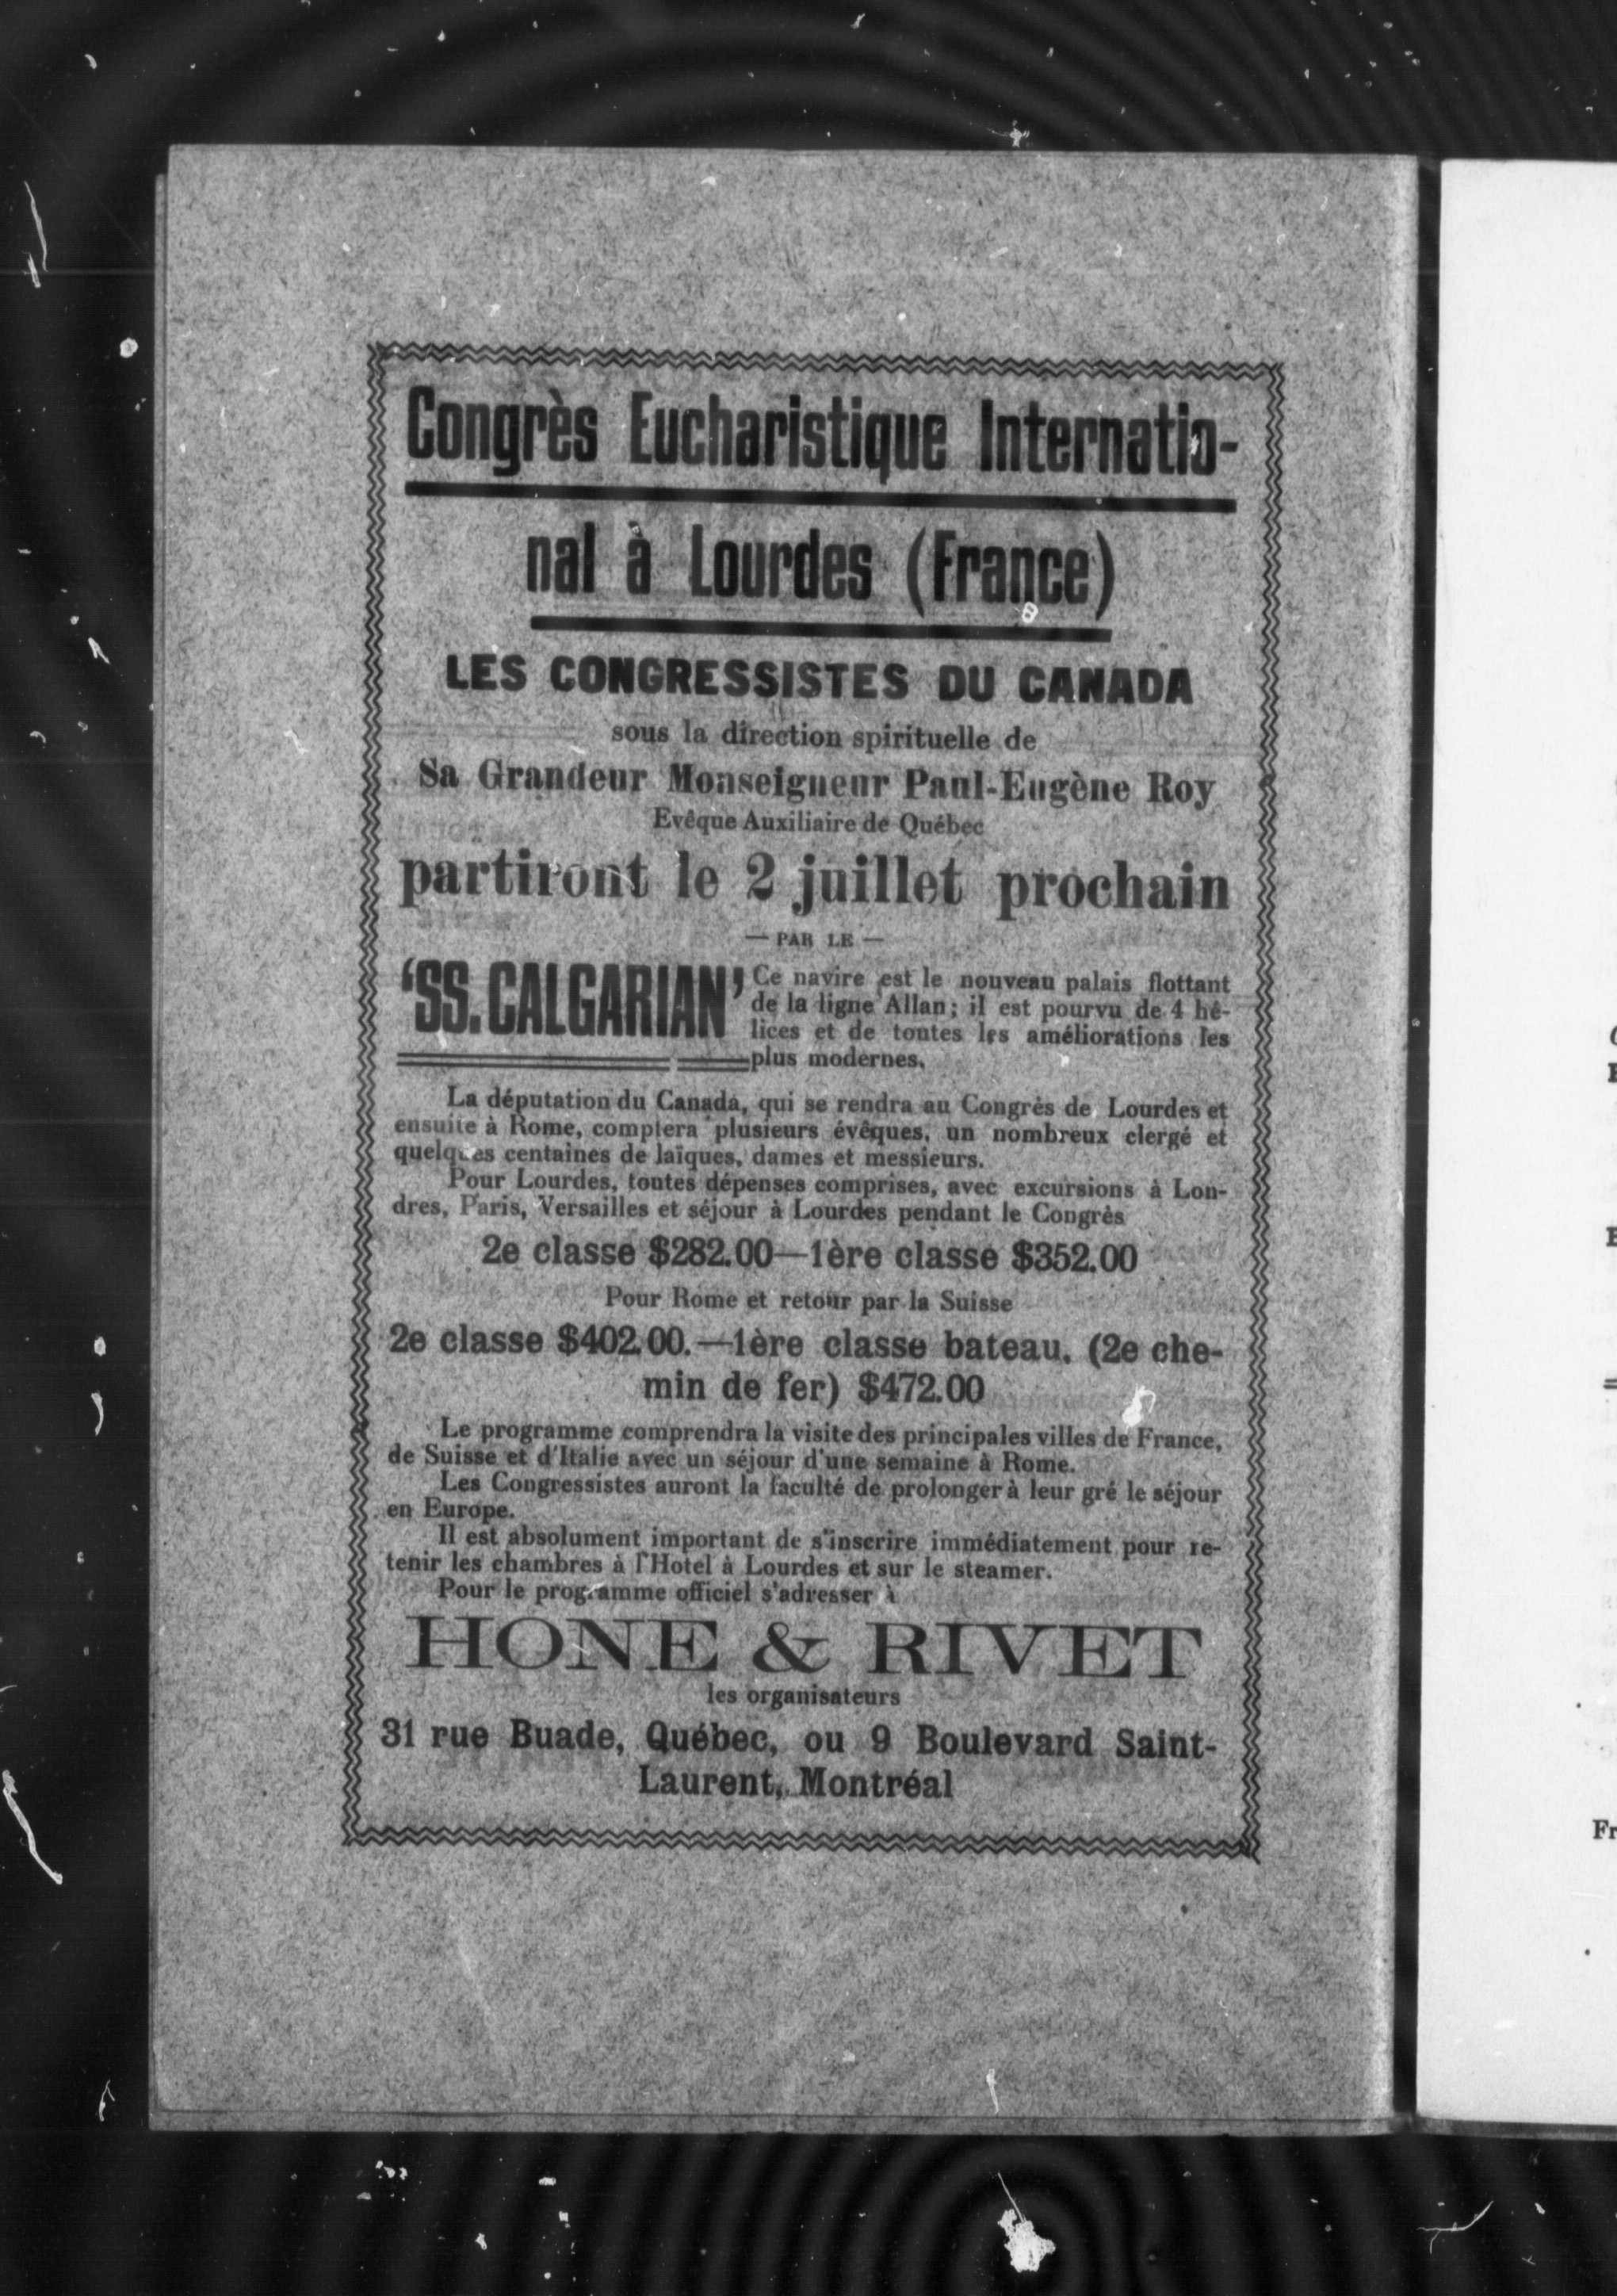 Congrès Eucharistique Internatio-
nal à Lourdes (France)
LES CONGRESSISTES DU CANADA
sous la direction spirituelle de
Sa Grandeur Monseigneur Paul-Eugène Roy
Evêque Auxiliaire de Québec
partiront le 2 juillet prochain
— PAR LE —
‘SS. CALGARIAN’
Ce navire est le nouveau palais flottant
de la ligne Allan; il est pourvu de 4 hê-
lices et de toutes les améliorations les
plus modernes.
La députation du Canada, qui se rendra au Congrès de Lourdes et
ensuite à Rome, comptera plusieurs évêques, un nombreux clergé et
quelques centaines de laïques, dames et messieurs.
Pour Lourdes, toutes dépenses comprises, avec excursions à Lon-
dres, Paris, Versailles et séjour à Lourdes pendant le Congrès
2e classe $282.00—1ère classe $352.00
Pour Rome et retour par la Suisse
2e classe $402.00.—1ère classe bateau, (2e che-
min de fer) $472.00
Le programme comprendra la visite des principales villes de France,
de Suisse et d'Italie avec un séjour d'une semaine à Rome.
Les Congressistes auront la faculté de prolonger à leur gré le séjour
en Europe.
Il est absolument important de s'inscrire immédiatement pour re-
tenir les chambres à l'Hotel à Lourdes et sur le steamer.
Pour le programme officiel s'adresser à
HONE & RIVET
les organisateurs
31 rue Buade, Québec, ou 9 Boulevard Saint-
Laurent, Montréal